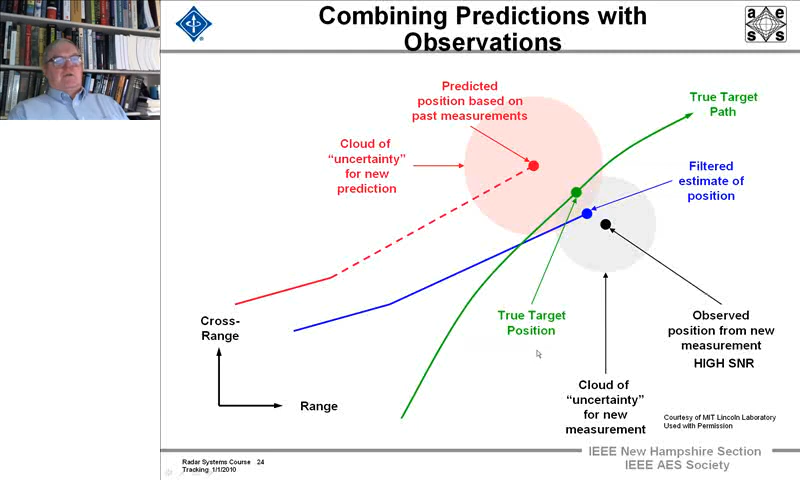 Combining Predictions with
Observations
a e
s s
Predicted
position based on
past measurements
True Target
Path
Cloud of
“uncertainty”
for new
prediction
Filtered
estimate of
position
True Target
Position
Observed
position from new
measurement
HIGH SNR
Cross-
Range
Range
Cloud of
“uncertainty”
for new
measurement
Courtesy of MIT Lincoln Laboratory
Used with Permission
Radar Systems Course 24
Tracking 1/1/2010
IEEE New Hampshire Section
IEEE AES Society